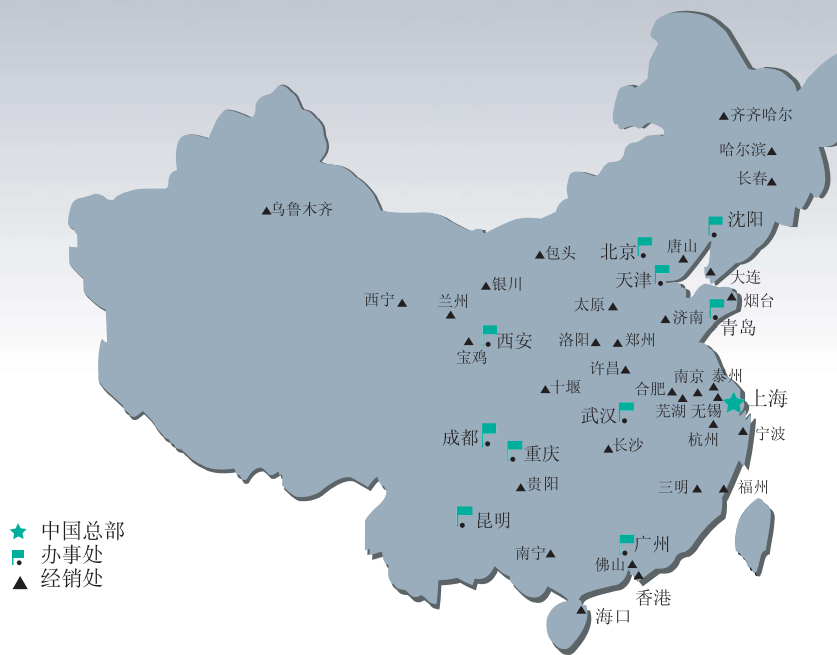 齐齐哈尔
哈尔滨
长春
乌鲁木齐
沈阳
北京
唐山
包头
天津
大连
银川
西宁
兰州
太原
烟台
济南
青岛
西安
洛阳
郑州
宝鸡
许昌
十堰
南京
泰州
合肥
上海
武汉
芜湖
无锡
成都
杭州
宁波
长沙
重庆
贵阳
三明
福州
昆明
中国总部
办事处
经销处
广州
南宁
佛山
香港
海口